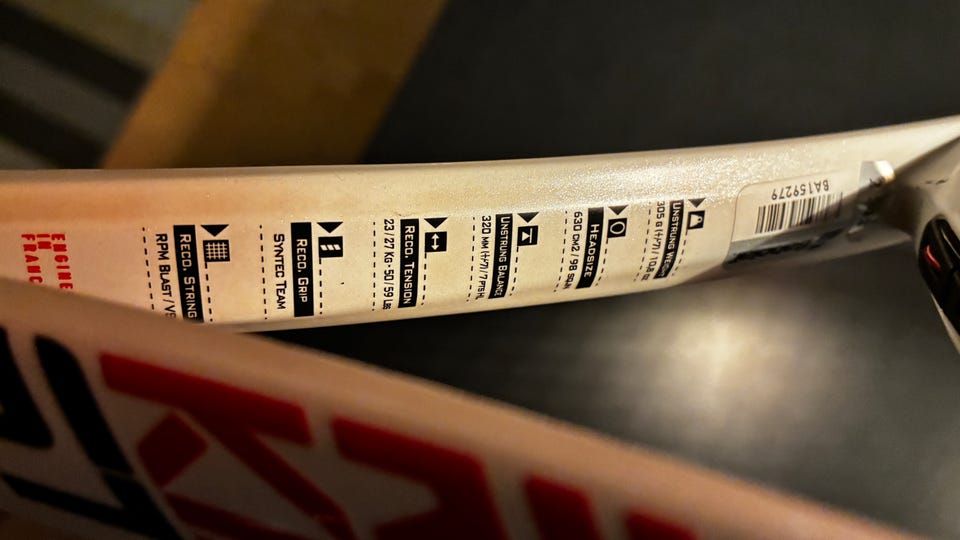 UNSTRUNG
305 G (+/-7) / 10.8 OZ
HEADSIZE
630 CM2 / 98 SQ.IN
UNSTRUNG BALANCE
320 MM (+/-7) / 7 PTS HL
RECO. TENSION
23 / 27 KG - 50 / 59 LBS
RECO. GRIP
SYNTEC TEAM
RECO. STRING
RPM BLAST /
ENGINE
IN
FRANC
BA159279